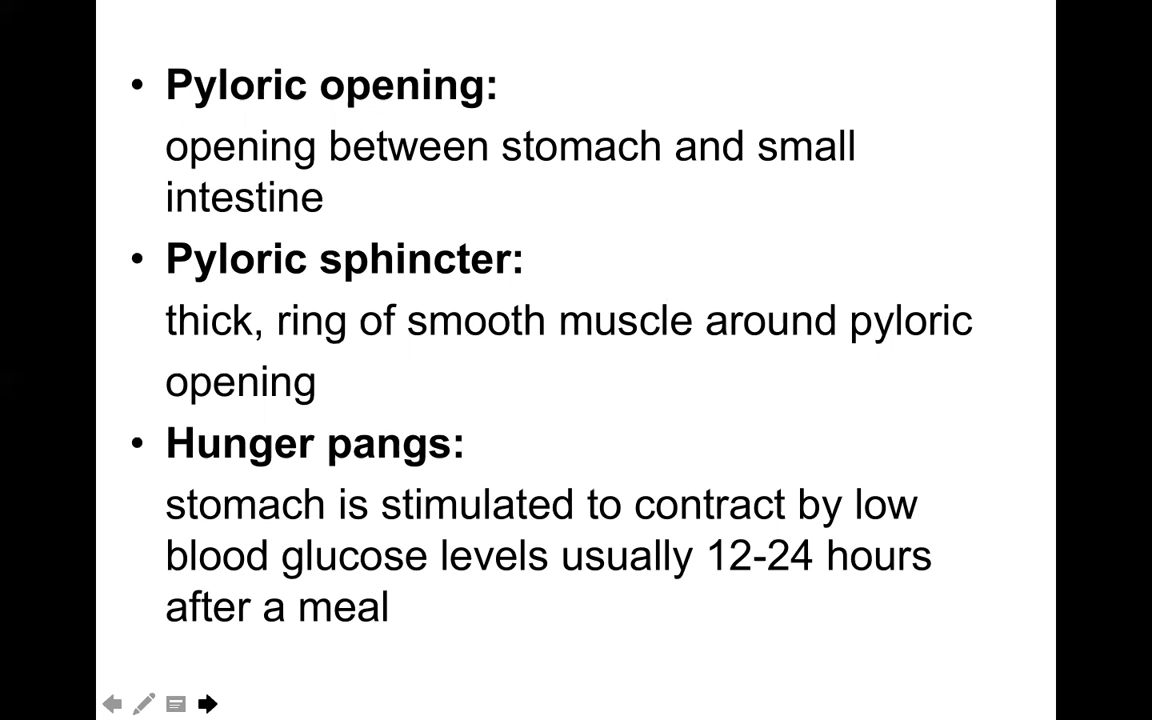 • Pyloric opening:
opening between stomach and small
intestine
• Pyloric sphincter:
thick, ring of smooth muscle around pyloric
opening
• Hunger pangs:
stomach is stimulated to contract by low
blood glucose levels usually 12-24 hours
after a meal